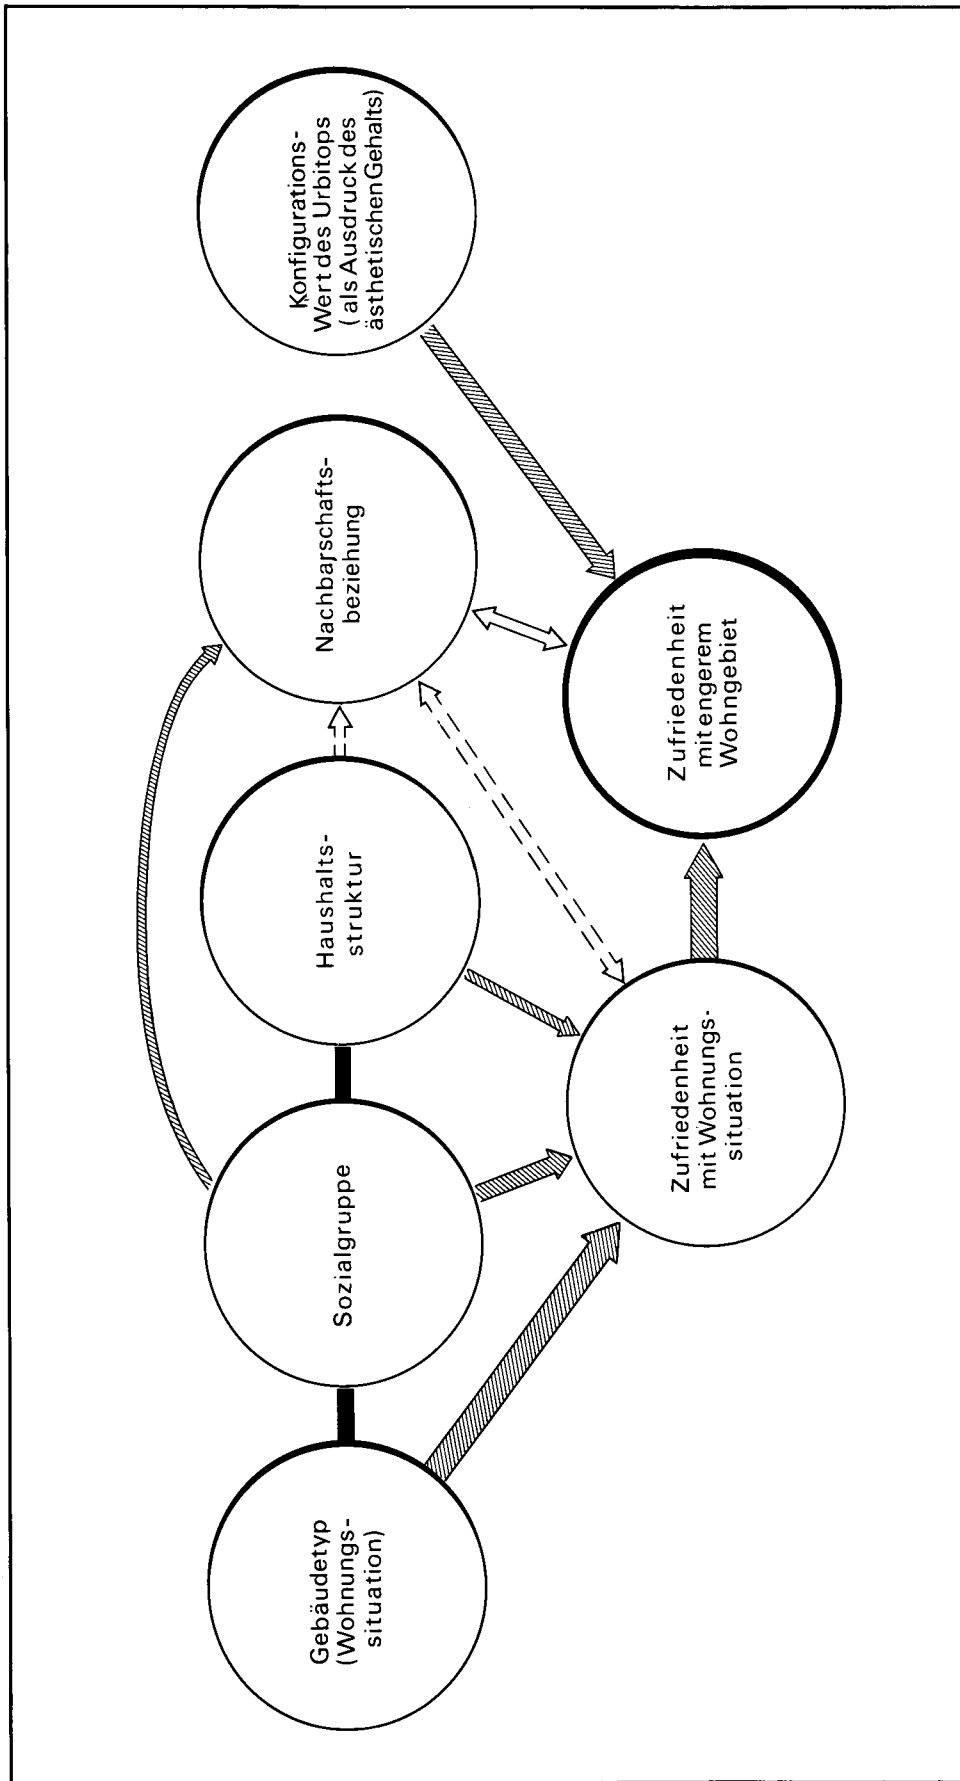 Gebäudetyp
(Wohnungs-
situation)
Sozialgruppe
Haushalts-
struktur
Nachbarschafts-
beziehung
Konfigurations-
Wert des Urbitops
(als Ausdruck des
ästhetischen Gehalts)
Zufriedenheit
mit Wohnungs-
situation
Zufriedenheit
mit engerem
Wohngebiet